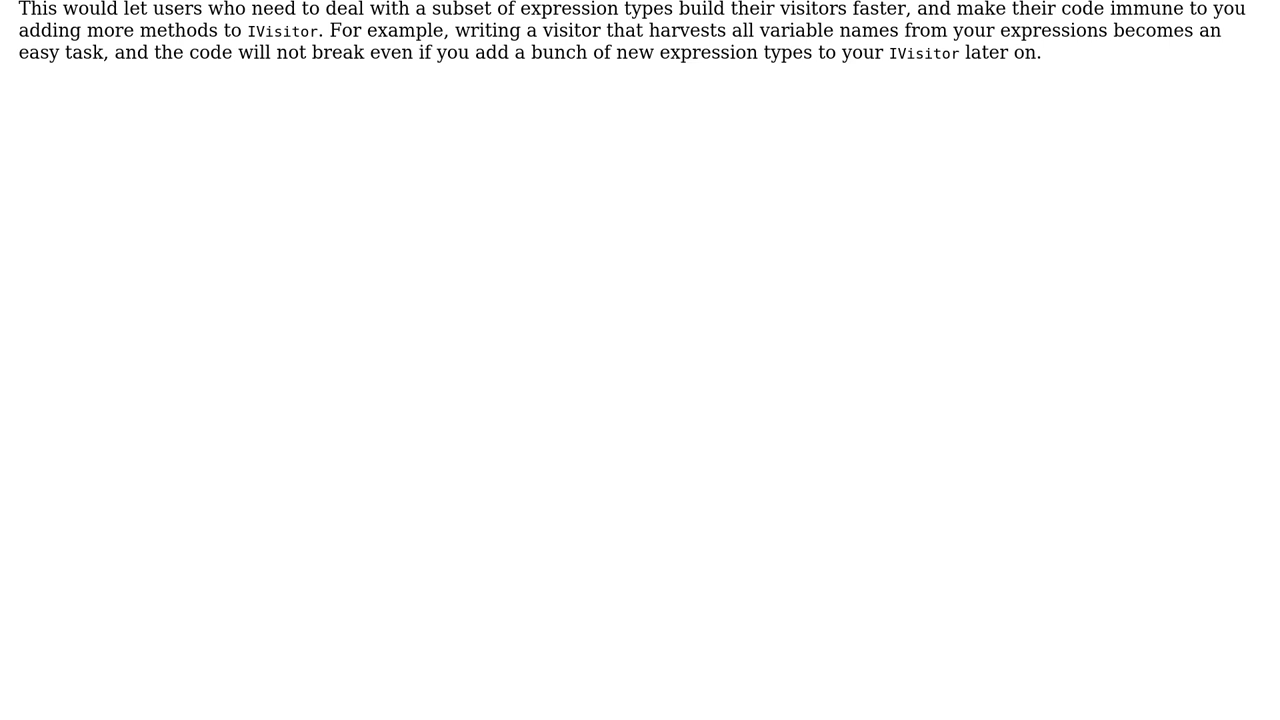 This would let users who need to deal with a subset of expression types build their visitors faster, and make their code immune to you
adding more methods to IVisitor. For example, writing a visitor that harvests all variable names from your expressions becomes an
easy task, and the code will not break even if you add a bunch of new expression types to your IVisitor later on.